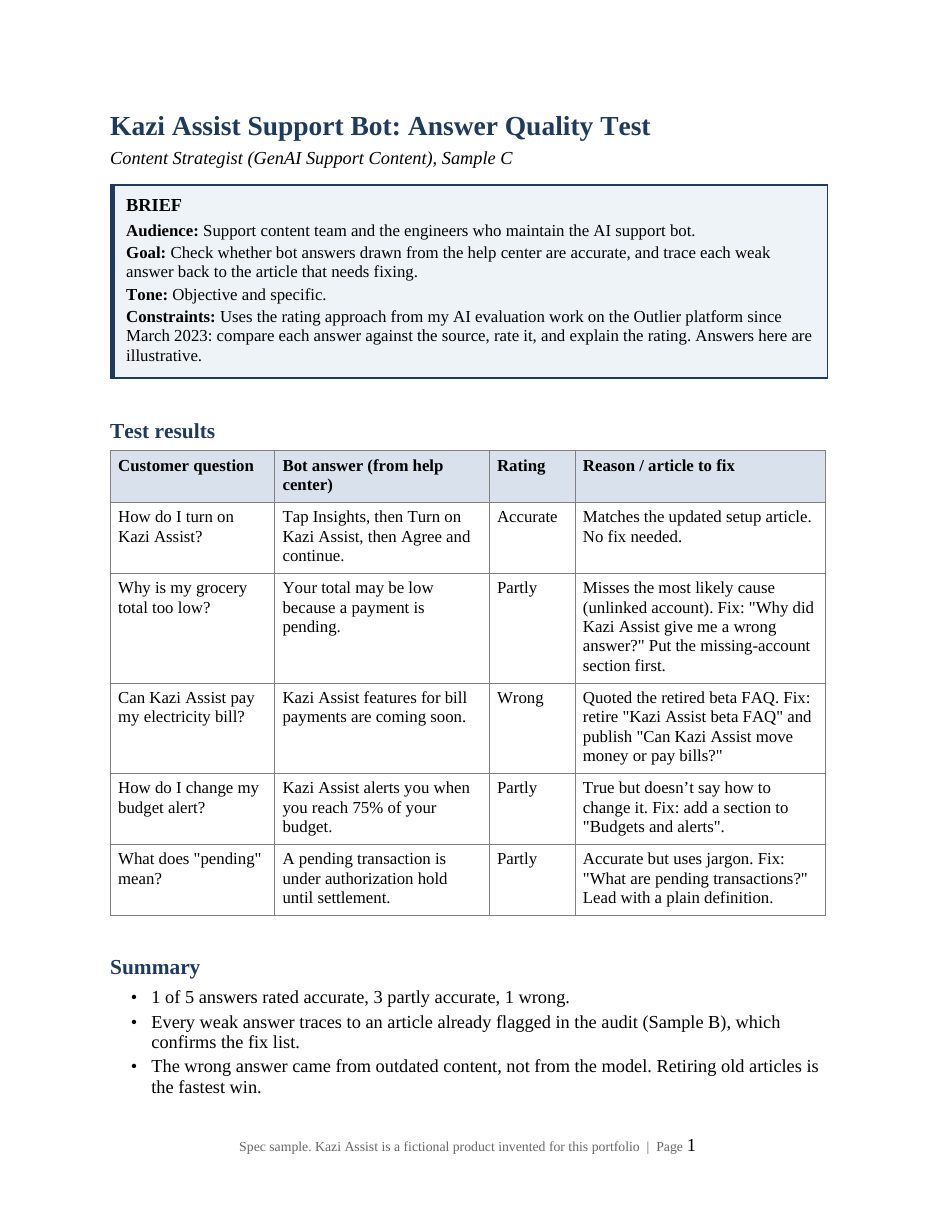 Kazi Assist Support Bot: Answer Quality Test
Content Strategist (GenAI Support Content), Sample C
BRIEF
Audience: Support content team and the engineers who maintain the AI support bot.
Goal: Check whether bot answers drawn from the help center are accurate, and trace each weak
answer back to the article that needs fixing.
Tone: Objective and specific.
Constraints: Uses the rating approach from my AI evaluation work on the Outlier platform since
March 2023: compare each answer against the source, rate it, and explain the rating. Answers here are
illustrative.
Test results
Customer question
Bot answer (from help
center)
Rating
Reason / article to fix
How do I turn on
Kazi Assist?
Tap Insights, then Turn on
Kazi Assist, then Agree and
continue.
Accurate
Matches the updated setup article.
No fix needed.
Why is my grocery
total too low?
Your total may be low
because a payment is
pending.
Partly
Misses the most likely cause
(unlinked account). Fix: "Why did
Kazi Assist give me a wrong
answer?" Put the missing-account
section first.
Can Kazi Assist pay
my electricity bill?
Kazi Assist features for bill
payments are coming soon.
Wrong
Quoted the retired beta FAQ. Fix:
retire "Kazi Assist beta FAQ" and
publish "Can Kazi Assist move
money or pay bills?"
How do I change my
budget alert?
Kazi Assist alerts you when
you reach 75% of your
budget.
Partly
True but doesn’t say how to
change it. Fix: add a section to
"Budgets and alerts".
What does "pending"
mean?
A pending transaction is
under authorization hold
until settlement.
Partly
Accurate but uses jargon. Fix:
"What are pending transactions?"
Lead with a plain definition.
Summary
• 1 of 5 answers rated accurate, 3 partly accurate, 1 wrong.
• Every weak answer traces to an article already flagged in the audit (Sample B), which
confirms the fix list.
• The wrong answer came from outdated content, not from the model. Retiring old articles is
the fastest win.
Spec sample. Kazi Assist is a fictional product invented for this portfolio | Page 1